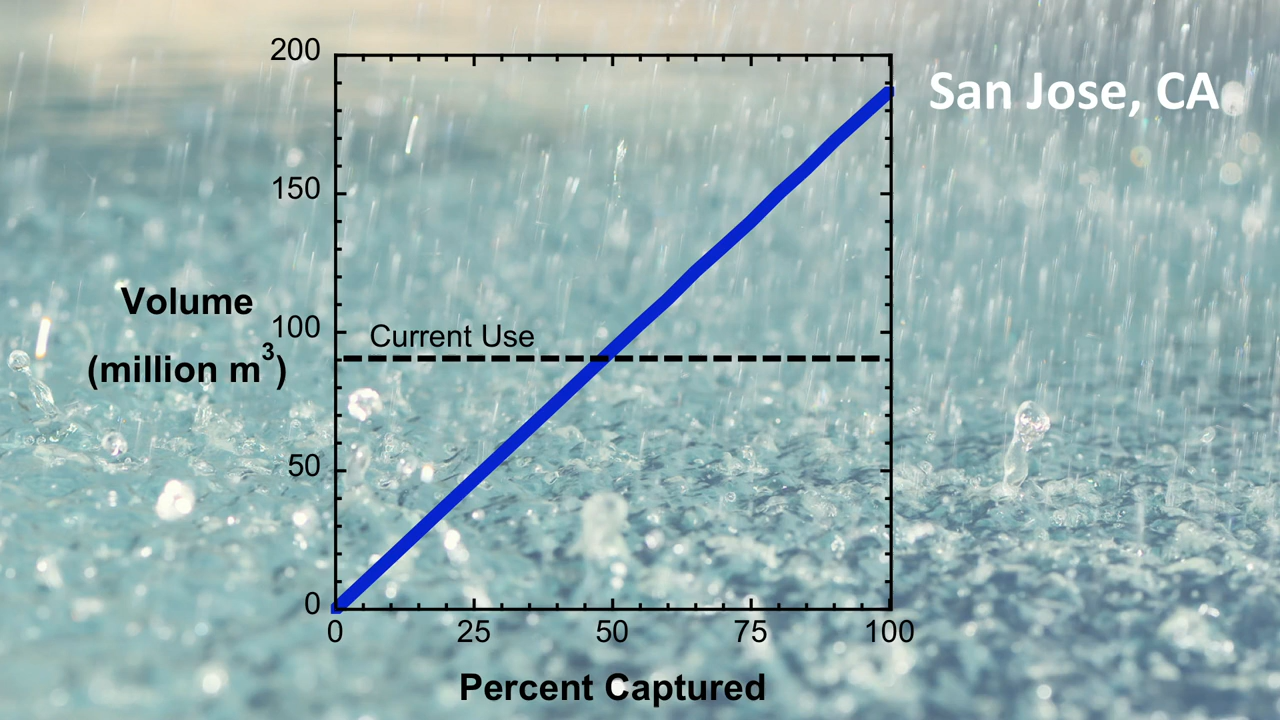 San Jose, CA
200
150
100
50
0
Volume
(million m³)
Current Use
0 25 50 75 100
Percent Captured